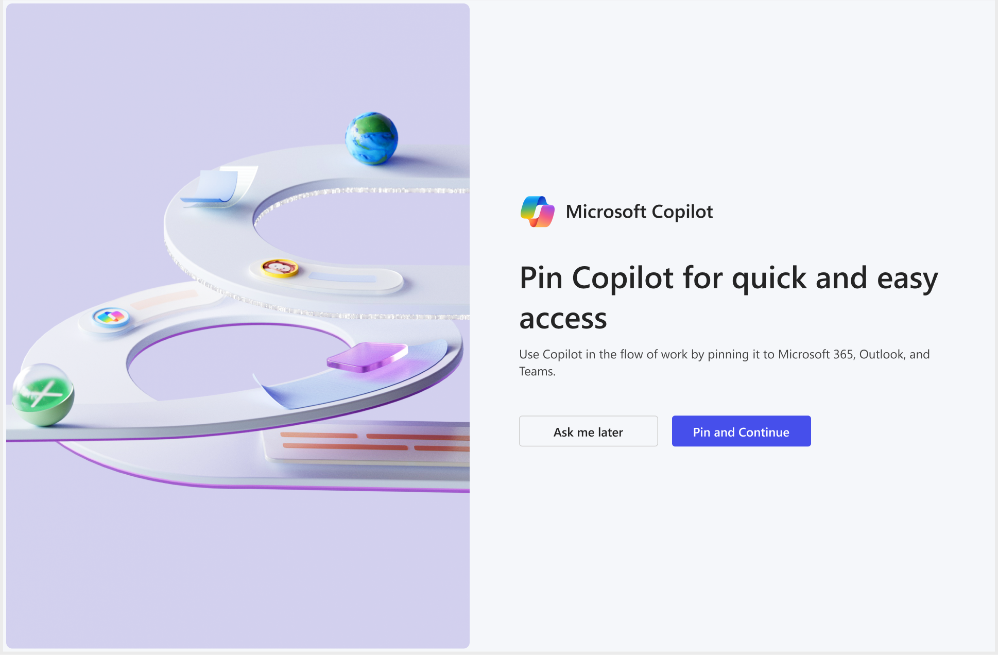 Microsoft Copilot
Pin Copilot for quick and easy
access
Use Copilot in the flow of work by pinning it to Microsoft 365, Outlook, and
Teams.
Ask me later
Pin and Continue